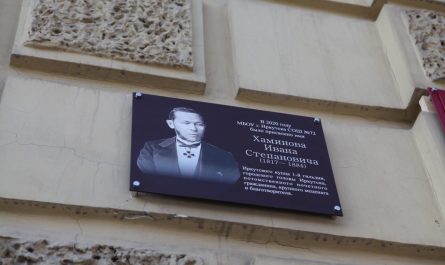 В 2020 году
МБОУ г. Иркутска СОШ №72
было присвоено имя
Хаминова
Ивана
Степановича
(1817 – 1884)
Иркутского купца 1-й гильдии,
городского головы Иркутска,
потомственного почетного
гражданина, крупного мецената
и благотворителя.